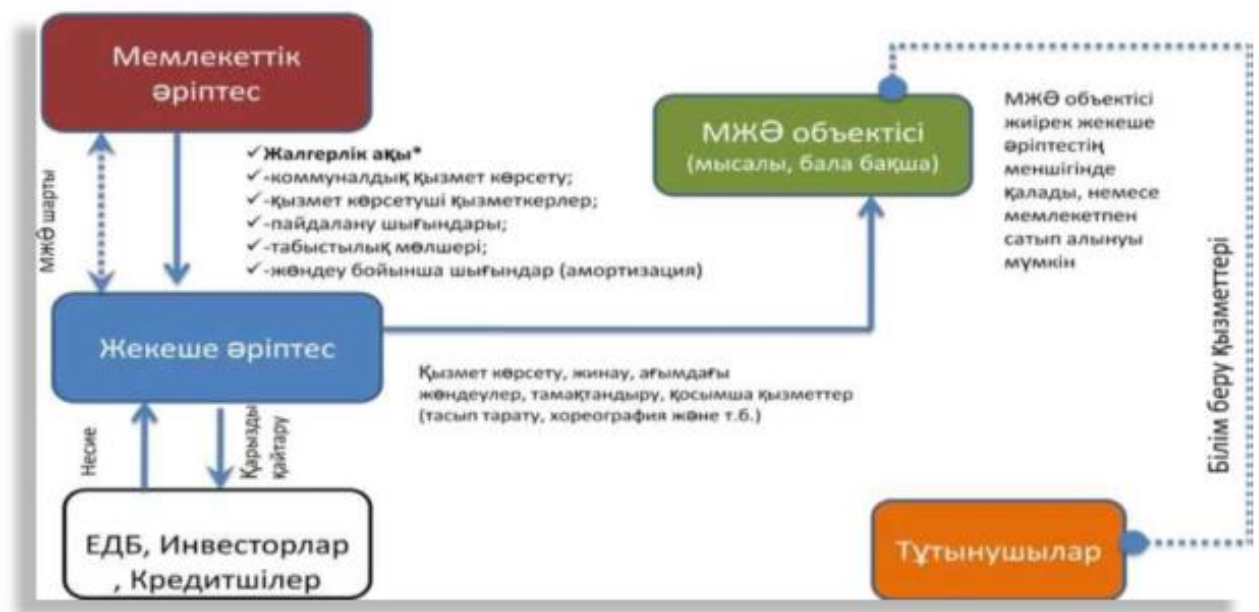 Мемлекеттік
әріптес
МЖӘ шарты
✓Жалгерлік ақы*
✓-коммуналдық қызмет көрсету;
✓-қызмет көрсетуші қызметкерлер;
✓-пайдалану шығындары;
✓-табыстылық мөлшері;
✓-жөндеу бойынша шығындар (амортизация)
МЖӘ объектісі
(мысалы, бала бақша)
МЖӘ объектісі
жиірек жекеше
әріптестің
меншігінде
қалады, немесе
мемлекетпен
сатып алынуы
мүмкін
Білім беру қызметтері
Жекеше әріптес
Қызмет көрсету, жинау, ағымдағы
жөндеулер, тамақтандыру, қосымша қызметтер
(тасып тарату, хореография және т.б.)
Несие
Қарызды
қайтару
ЕДБ, Инвесторлар
, Кредитшілер
Тұтынушылар